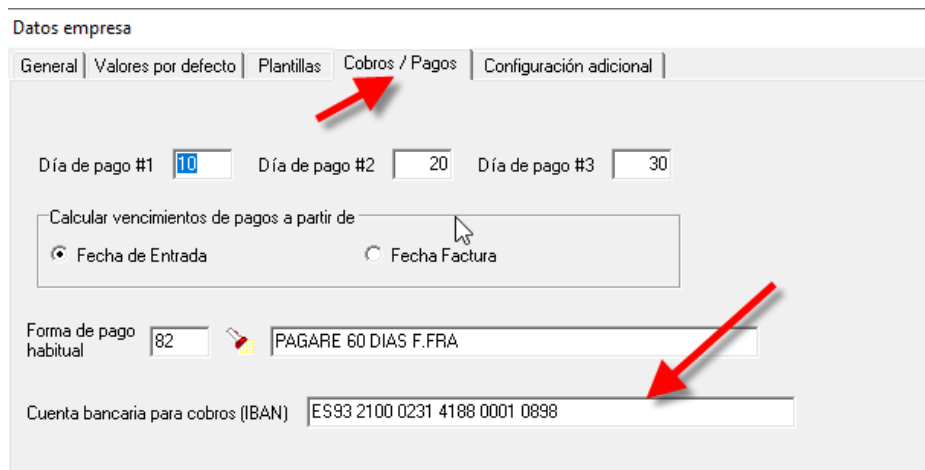 Datos empresa
General Valores por defecto Plantillas Cobros / Pagos Configuración adicional
Día de pago #1 10 Día de pago #2 20 Día de pago #3 30
Calcular vencimientos de pagos a partir de
Fecha de Entrada Fecha Factura
Forma de pago
habitual 82 PAGARE 60 DIAS F.FRA
Cuenta bancaria para cobros (IBAN) ES93 2100 0231 4188 0001 0898